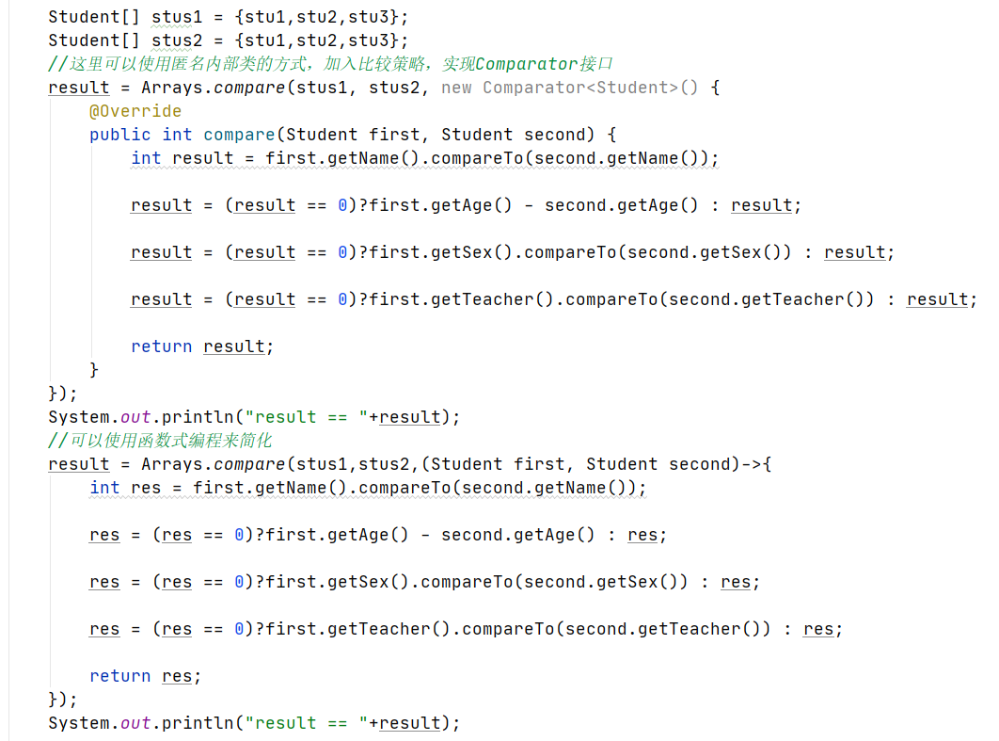 Student[] stus1 = {stu1,stu2,stu3};
Student[] stus2 = {stu1,stu2,stu3};
//这里可以使用匿名内部类的方式，加入比较策略，实现Comparator接口
result = Arrays.compare(stus1, stus2, new Comparator<Student>() {
    @Override
    public int compare(Student first, Student second) {
        int result = first.getName().compareTo(second.getName());
        result = (result == 0)?first.getAge() - second.getAge() : result;
        result = (result == 0)?first.getSex().compareTo(second.getSex()) : result;
        result = (result == 0)?first.getTeacher().compareTo(second.getTeacher()) : result;
        return result;
    }
});
System.out.println("result == "+result);
//可以使用函数式编程来简化
result = Arrays.compare(stus1,stus2,(Student first, Student second)->{
    int res = first.getName().compareTo(second.getName());
    res = (res == 0)?first.getAge() - second.getAge() : res;
    res = (res == 0)?first.getSex().compareTo(second.getSex()) : res;
    res = (res == 0)?first.getTeacher().compareTo(second.getTeacher()) : res;
    return res;
});
System.out.println("result == "+result);